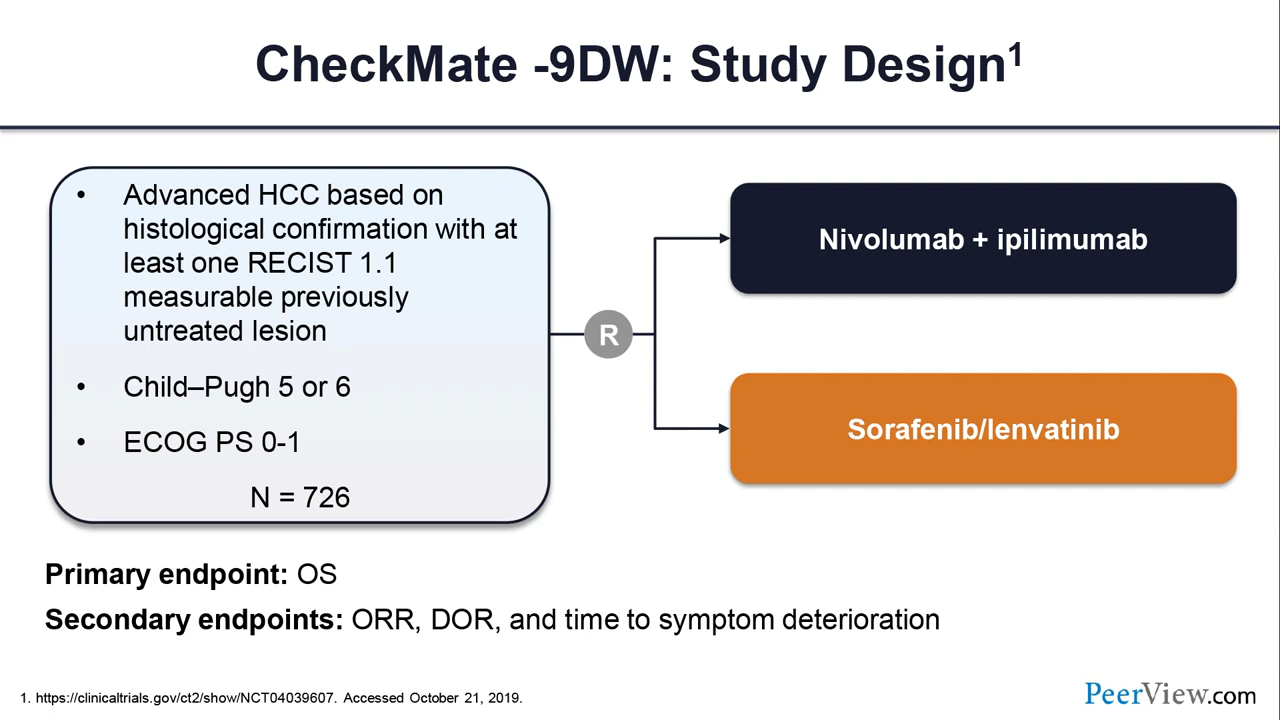 CheckMate -9DW: Study Design1
• Advanced HCC based on
histological confirmation with at
least one RECIST 1.1
measurable previously
untreated lesion
• Child–Pugh 5 or 6
• ECOG PS 0-1
N = 726
R
Nivolumab + ipilimumab
Sorafenib/lenvatinib
Primary endpoint: OS
Secondary endpoints: ORR, DOR, and time to symptom deterioration
1. https://clinicaltrials.gov/ct2/show/NCT04039607. Accessed October 21, 2019.
PeerView.com